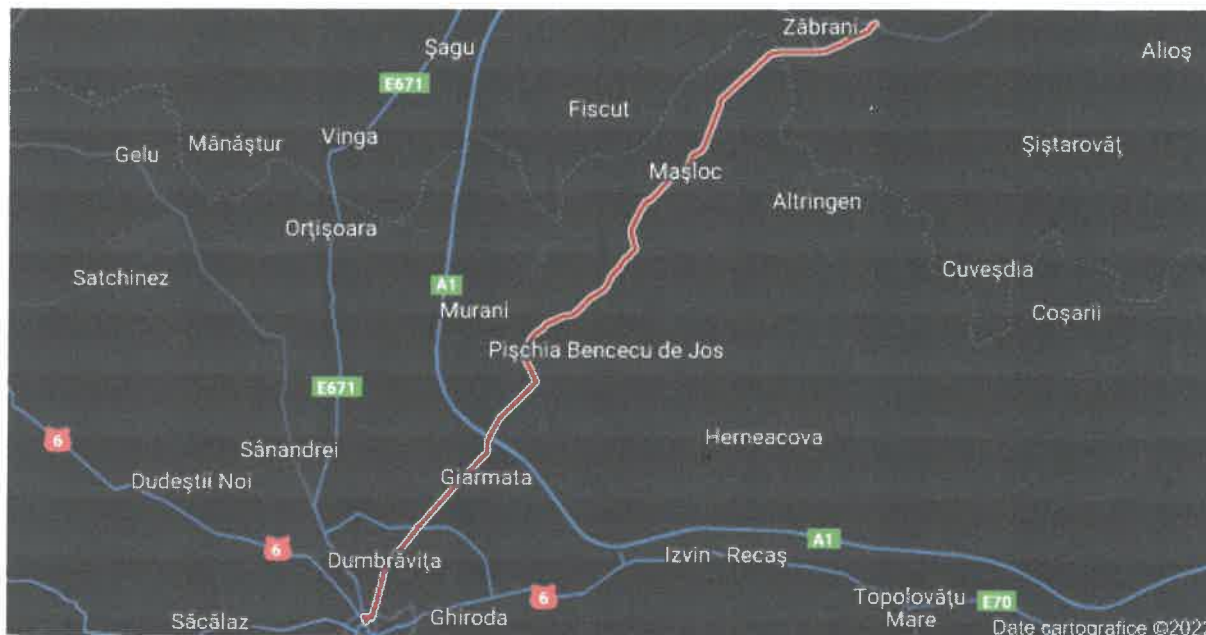 Zăbrani
Alioş
Şagu
E671
Fiscut
Mănăştur
Vinga
Gelu
Şiştarovăţ
Maşloc
Altringen
Orţişoara
Cuveşdia
Satchinez
A1
Murani
Coşarii
Pişchia Bencecu de Jos
E671
6
Herneacova
Sânandrei
Giarmata
Dudeştii Noi
6
A1
Dumbrăviţa
Izvin Recaş
6
Topolovăţu
Mare
E70
Săcălaz
Ghiroda
Date cartografice ©202